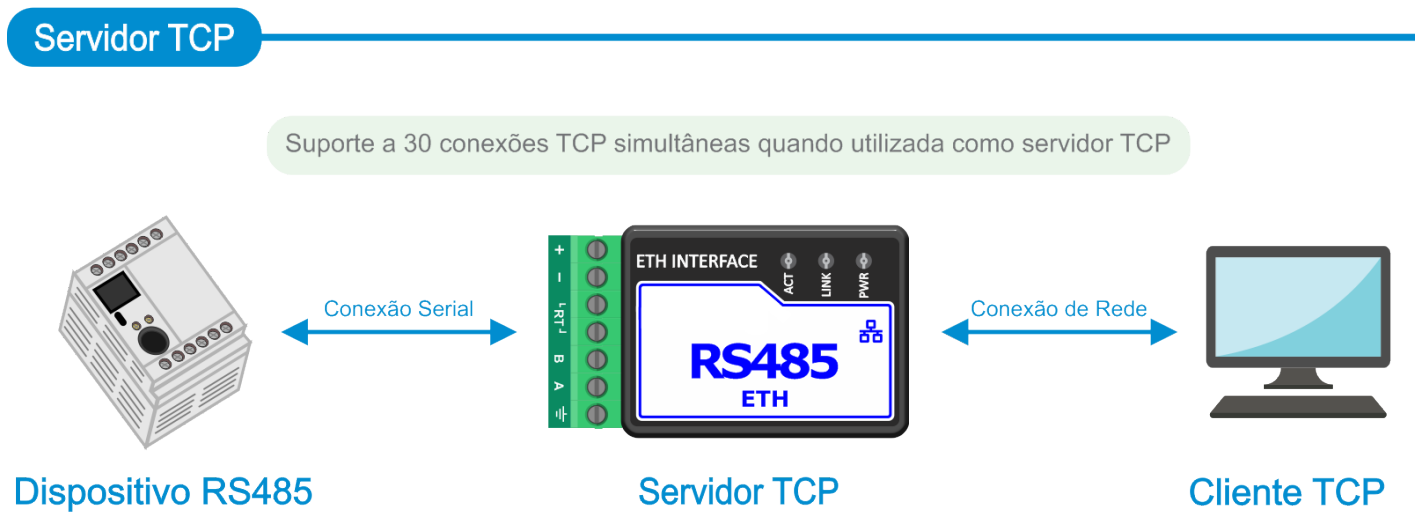 Servidor TCP
Suporte a 30 conexões TCP simultâneas quando utilizada como servidor TCP
+
−
RT
B
A
ETH INTERFACE
ACT
LINK
PWR
RS485
ETH
Conexão Serial
Conexão de Rede
Dispositivo RS485
Servidor TCP
Cliente TCP